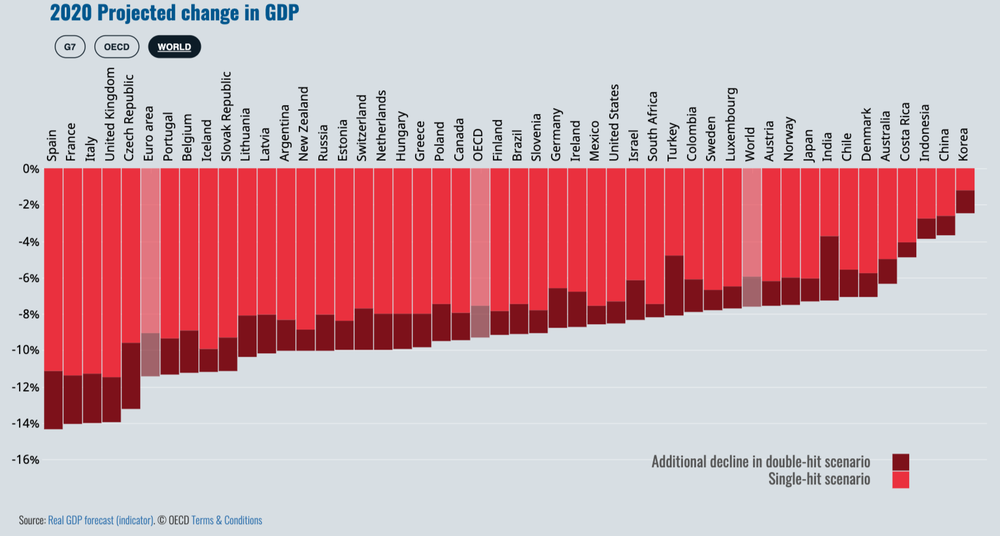 2020 Projected change in GDP
G7 OECD WORLD
Spain
France
Italy
United Kingdom
Czech Republic
Euro area
Portugal
Belgium
Iceland
Slovak Republic
Lithuania
Latvia
Argentina
New Zealand
Russia
Estonia
Switzerland
Netherlands
Hungary
Greece
Poland
Canada
OECD
Finland
Brazil
Slovenia
Germany
Ireland
Mexico
United States
Israel
South Africa
Turkey
Colombia
Sweden
Luxembourg
World
Austria
Norway
Japan
India
Chile
Denmark
Australia
Costa Rica
Indonesia
China
Korea
0%
-2%
-4%
-6%
-8%
-10%
-12%
-14%
-16%
Additional decline in double-hit scenario
Single-hit scenario
Source: Real GDP forecast (indicator). © OECD Terms & Conditions